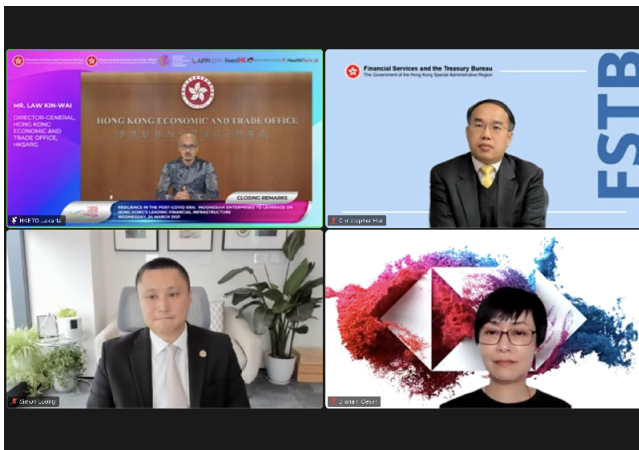 InvestHK
MR. LAW KIN-WAI
DIRECTOR-GENERAL,
HONG KONG
ECONOMIC AND
TRADE OFFICE,
HKSARG
HONG KONG ECONOMIC AND TRADE OFFICE
CLOSING REMARKS
RESILIENCE IN THE POST-COVID ERA: INDONESIAN ENTERPRISES TO LEVERAGE ON
HONG KONG'S LEADING FINANCIAL INFRASTRUCTURE
WEDNESDAY, 24 MARCH 2021
HKETO Jakarta
Financial Services and the Treasury Bureau
The Government of the Hong Kong Special Administrative Region
FSTB
Christopher Hui
Simon Loong